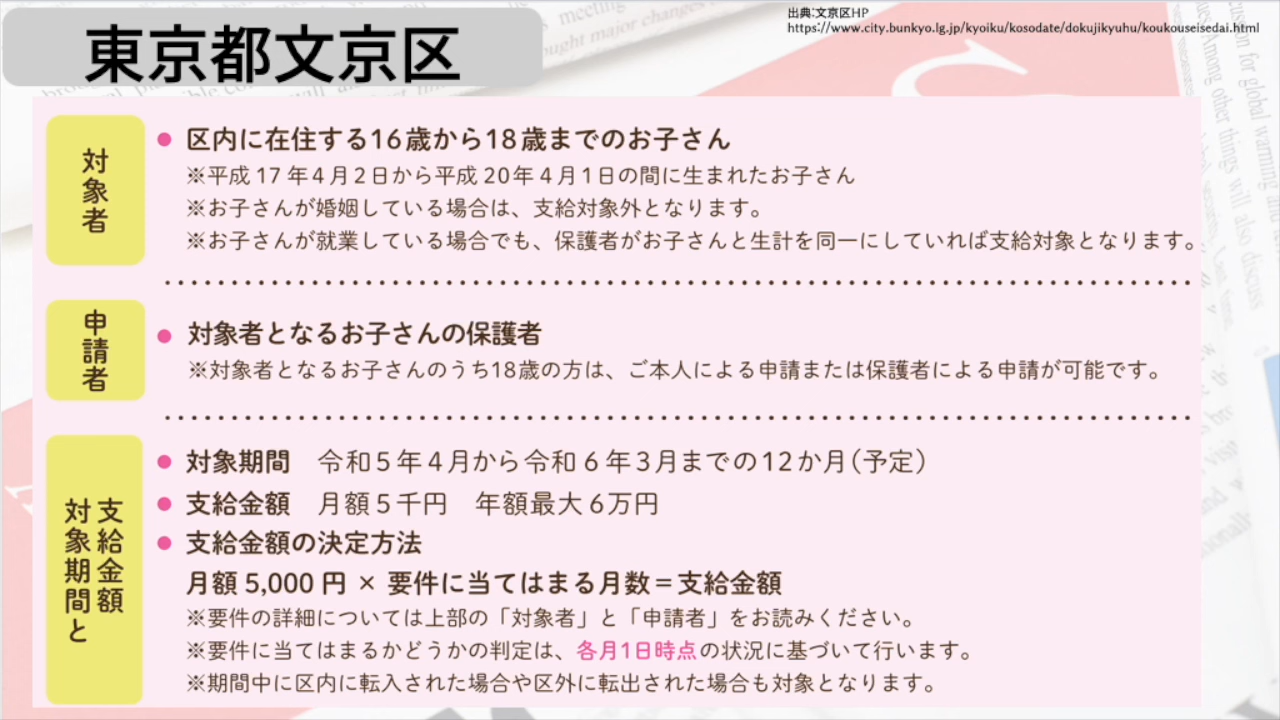 東京都文京区
出典:文京区HP
https://www.city.bunkyo.lg.jp/kyoiku/kosodate/dokujikyuhu/koukouseisedai.html
対象者
● 区内に在住する16歳から18歳までのお子さん
※平成17年4月2日から平成20年4月1日の間に生まれたお子さん
※お子さんが婚姻している場合は、支給対象外となります。
※お子さんが就業している場合でも、保護者がお子さんと生計を同一にしていれば支給対象となります。
申請者
● 対象者となるお子さんの保護者
※対象者となるお子さんのうち18歳の方は、ご本人による申請または保護者による申請が可能です。
支給金額
対象期間と
● 対象期間 令和5年4月から令和6年3月までの12か月(予定)
● 支給金額 月額5千円 年額最大6万円
● 支給金額の決定方法
月額5,000円 × 要件に当てはまる月数=支給金額
※要件の詳細については上部の「対象者」と「申請者」をお読みください。
※要件に当てはまるかどうかの判定は、各月1日時点の状況に基づいて行います。
※期間中に区内に転入された場合や区外に転出された場合も対象となります。